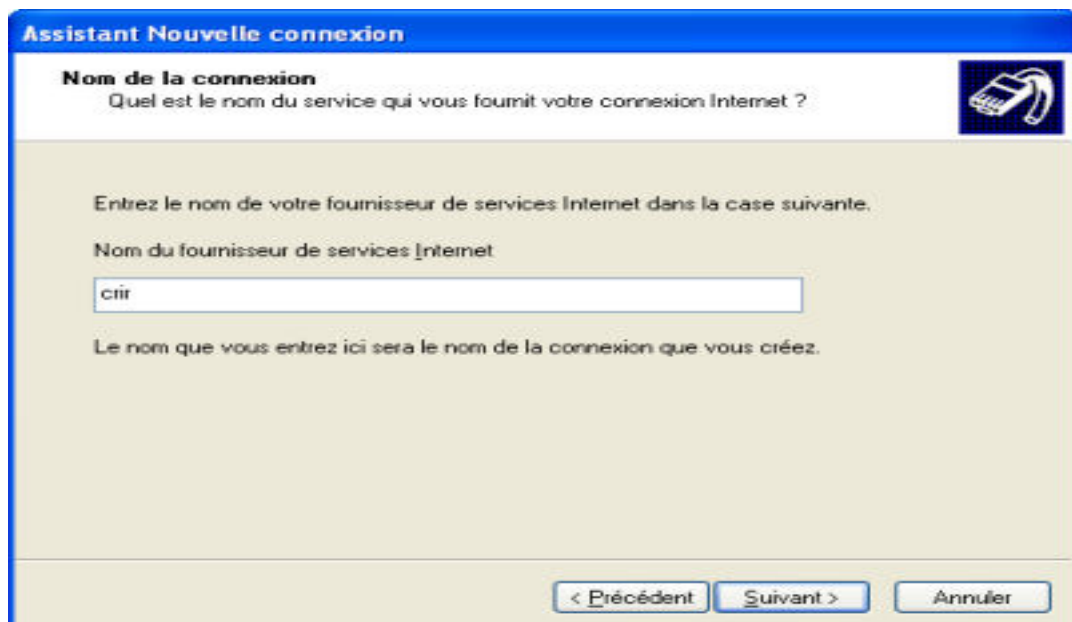 Assistant Nouvelle connexion
Nom de la connexion
Quel est le nom du service qui vous fournit votre connexion Internet ?
Entrez le nom de votre fournisseur de services Internet dans la case suivante.
Nom du fournisseur de services Internet
crir
Le nom que vous entrez ici sera le nom de la connexion que vous créez.
< Précédent Suivant > Annuler